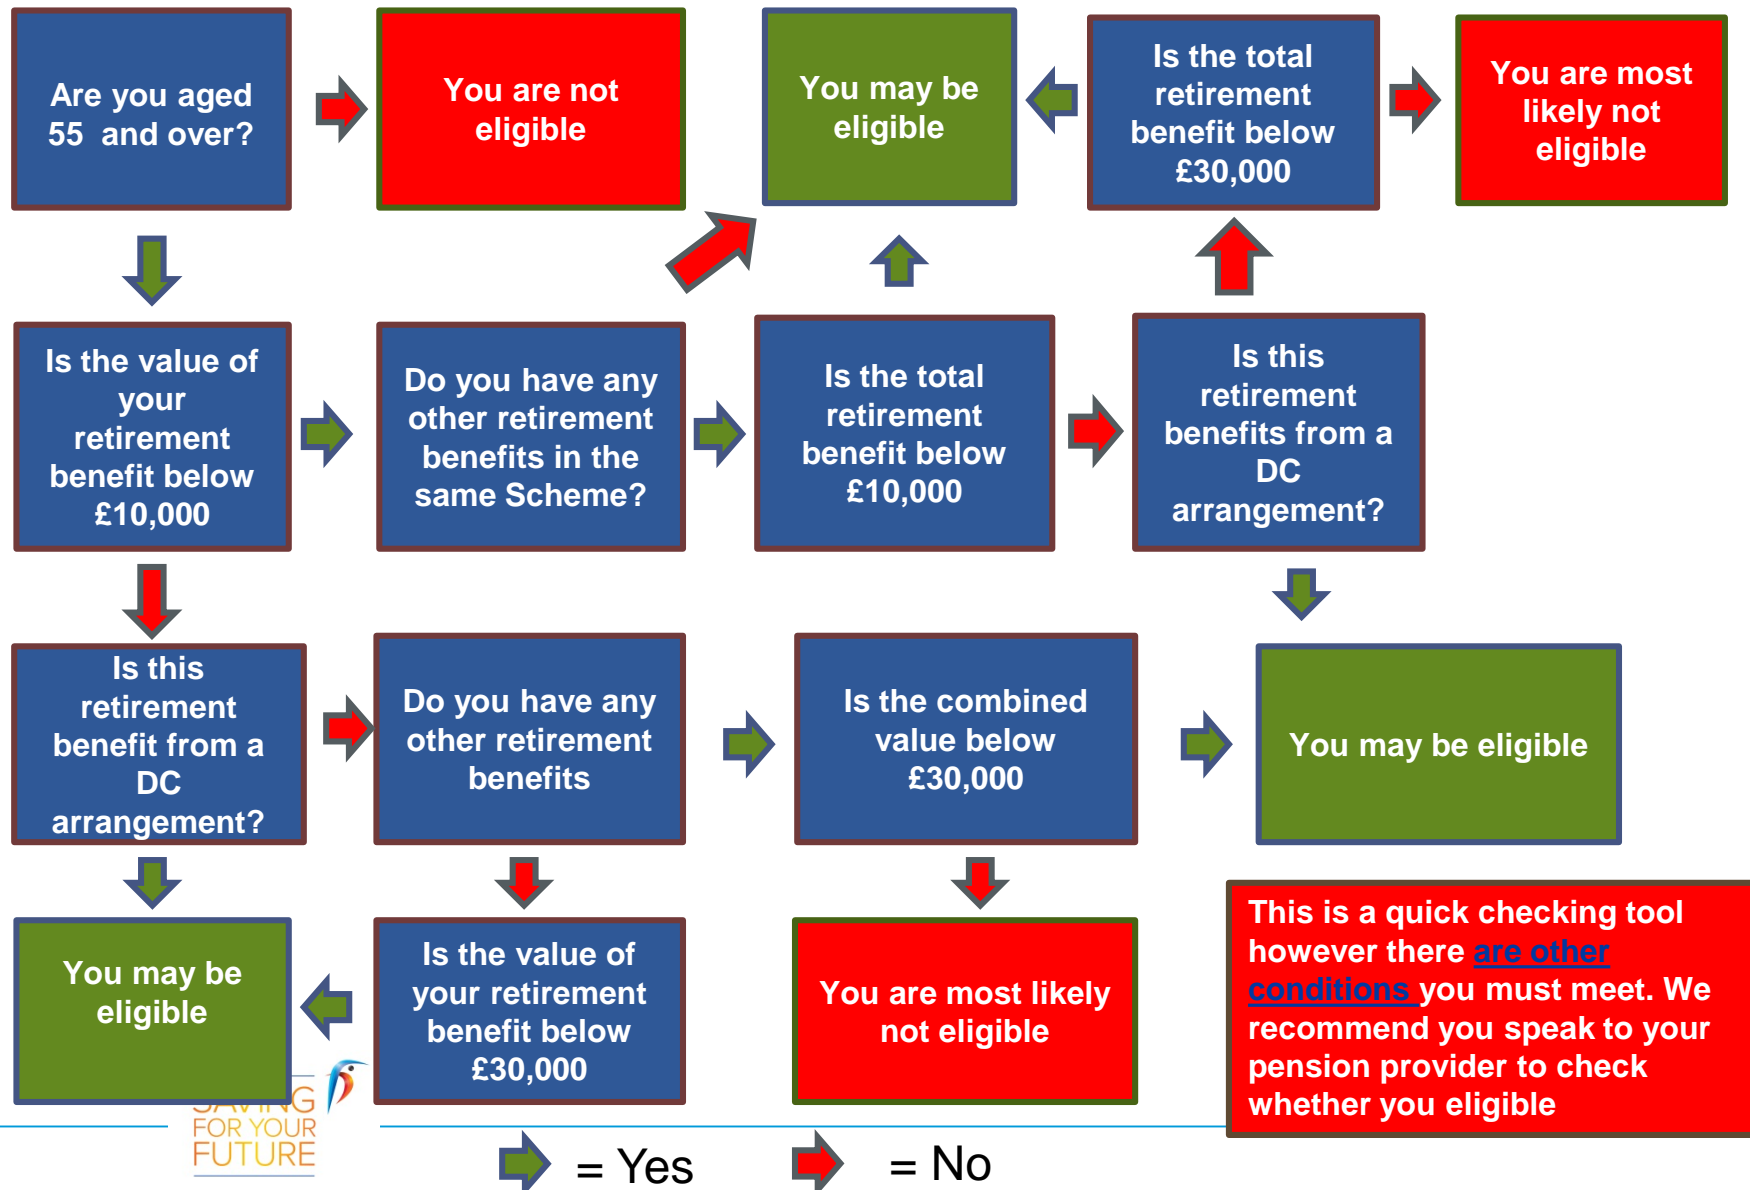 Are you aged
55 and over?
You are not
eligible
You may be
eligible
Is the total
retirement
benefit below
£30,000
You are most
likely not
eligible
Is the value of
your
retirement
benefit below
£10,000
Do you have any
other retirement
benefits in the
same Scheme?
Is the total
retirement
benefit below
£10,000
Is this
retirement
benefits from a
DC
arrangement?
Is this
retirement
benefit from a
DC
arrangement?
Do you have any
other retirement
benefits
Is the combined
value below
£30,000
You may be eligible
You may be
eligible
Is the value of
your retirement
benefit below
£30,000
You are most likely
not eligible
This is a quick checking tool
however there are other
conditions you must meet. We
recommend you speak to your
pension provider to check
whether you eligible
SAVING
FOR YOUR
FUTURE
= Yes
= No